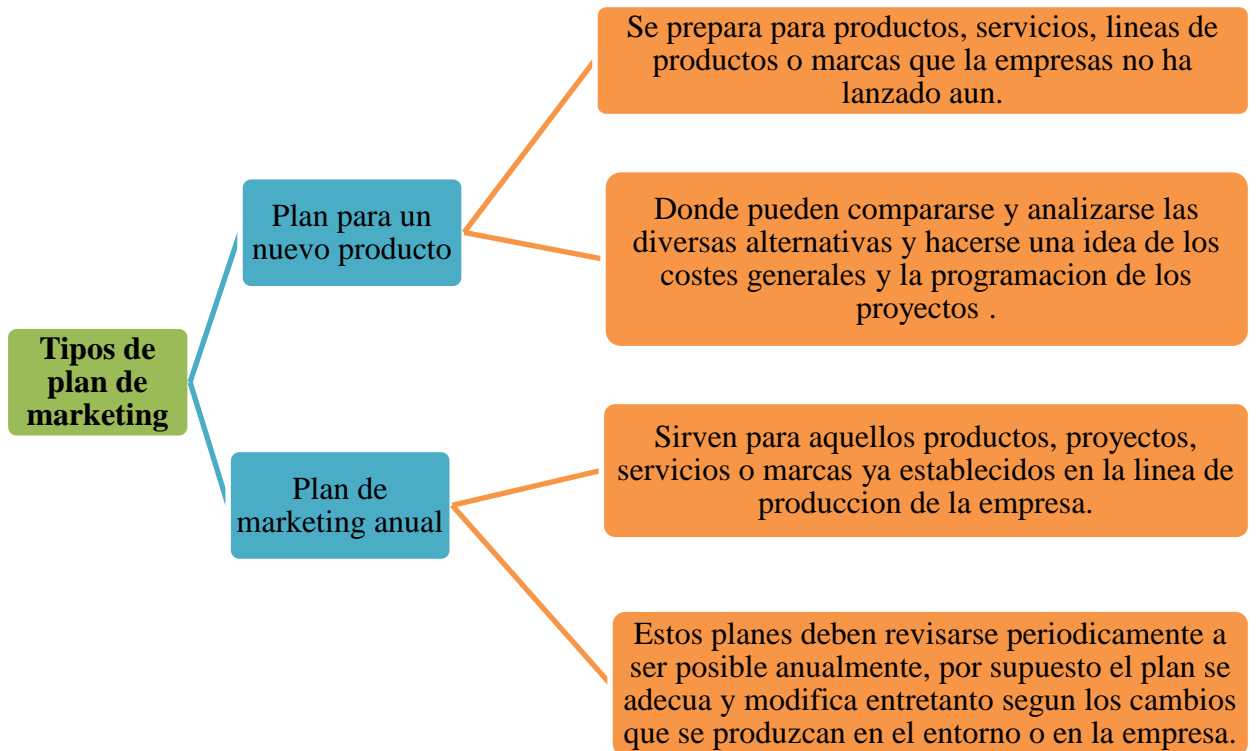 Tipos de
plan de
marketing
Plan para un
nuevo producto
Se prepara para productos, servicios, lineas de
productos o marcas que la empresas no ha
lanzado aun.
Donde pueden compararse y analizarse las
diversas alternativas y hacerse una idea de los
costes generales y la programacion de los
proyectos .
Plan de
marketing anual
Sirven para aquellos productos, proyectos,
servicios o marcas ya establecidos en la linea de
produccion de la empresa.
Estos planes deben revisarse periodicamente a
ser posible anualmente, por supuesto el plan se
adecua y modifica entretanto segun los cambios
que se produzcan en el entorno o en la empresa.